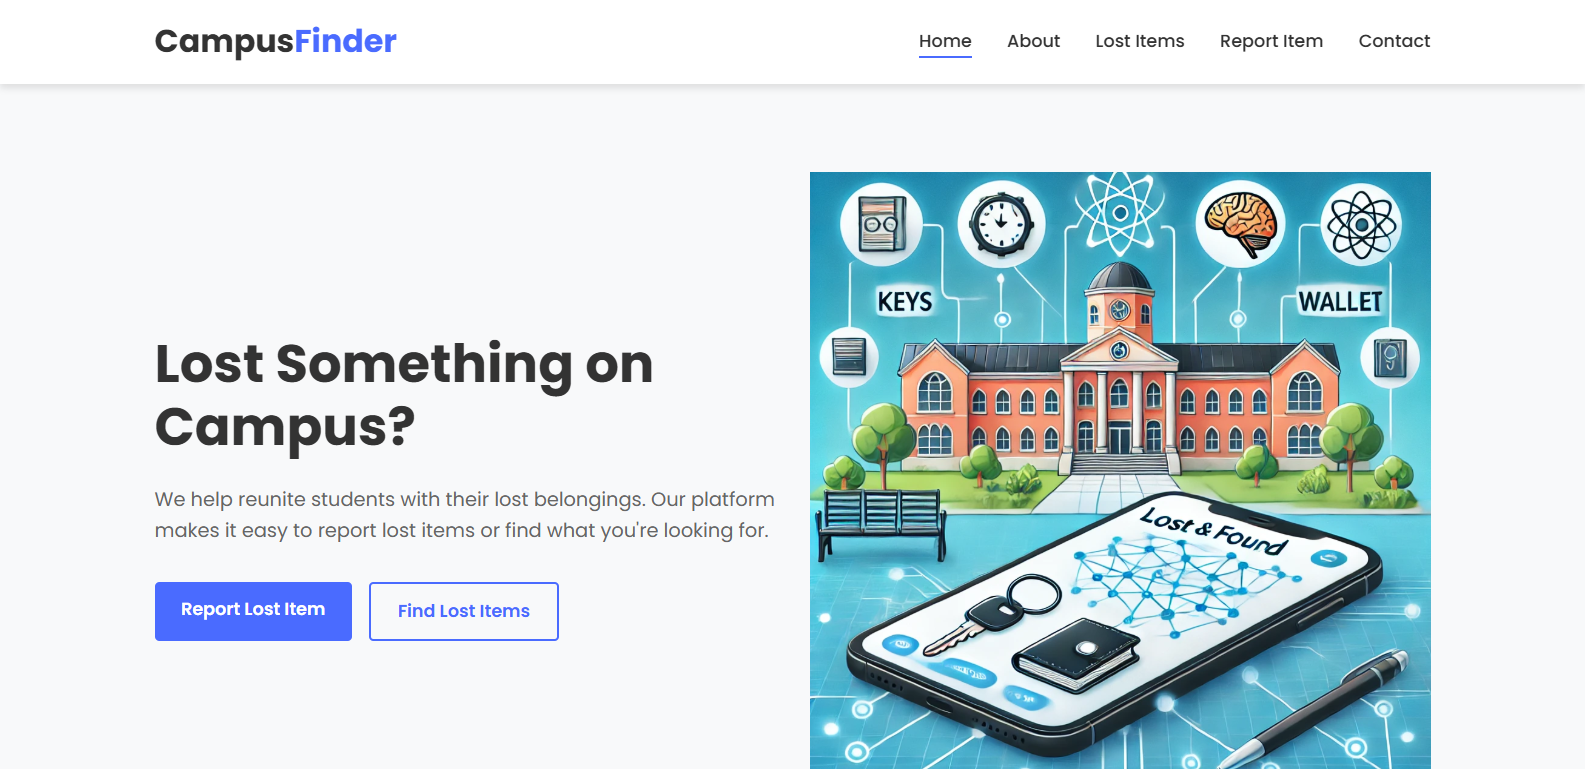 CampusFinder
Home About Lost Items Report Item Contact
Lost Something on
Campus?
We help reunite students with their lost belongings. Our platform
makes it easy to report lost items or find what you're looking for.
Report Lost Item Find Lost Items
KEYS
WALLET
Lost & Found